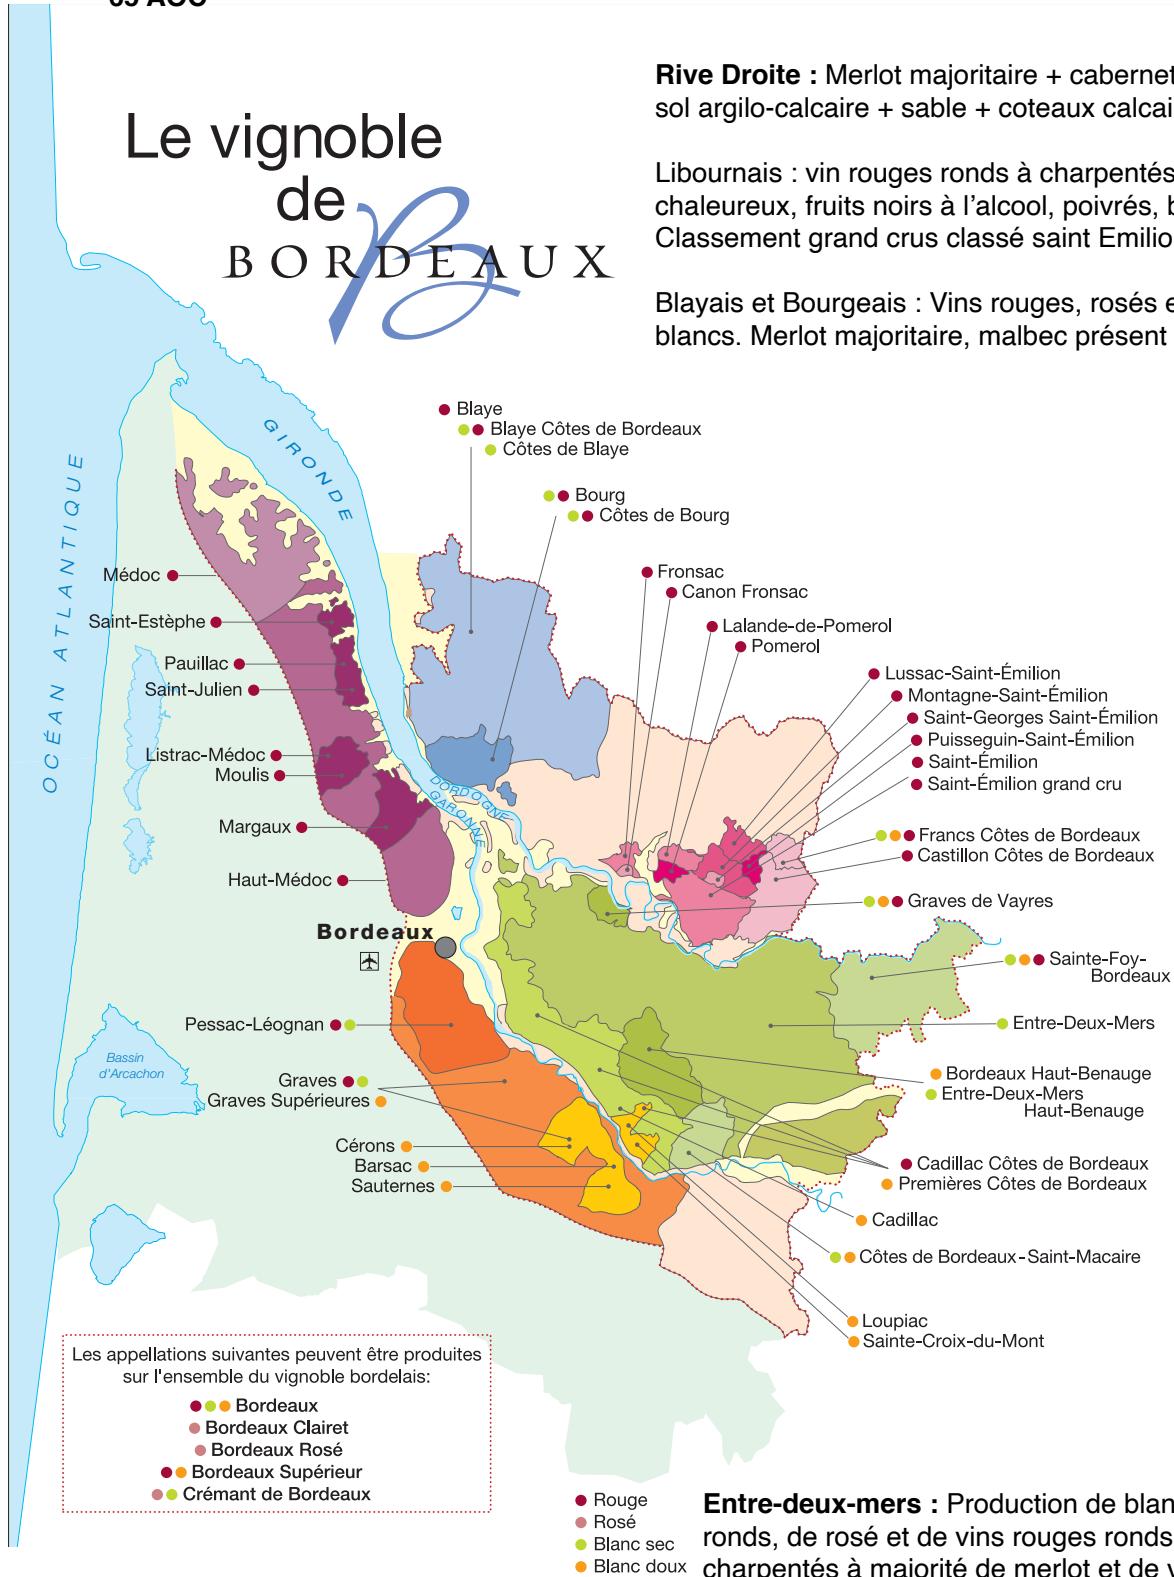 65 AOC
Rive Droite : Merlot majoritaire + cabernet
sol argilo-calcaire + sable + coteaux calcai
Le vignoble
de
BORDEAUX
Libournais : vin rouges ronds à charpentés
chaleureux, fruits noirs à l'alcool, poivrés, b
Classement grand crus classé saint Emilio
Blayais et Bourgeais : Vins rouges, rosés e
blancs. Merlot majoritaire, malbec présent
OCÉAN ATLANTIQUE
GIRONDE
Blaye
Blaye Côtes de Bordeaux
Côtes de Blaye
Bourg
Côtes de Bourg
Fronsac
Canon Fronsac
Lalande-de-Pomerol
Pomerol
Lussac-Saint-Émilion
Montagne-Saint-Émilion
Saint-Georges Saint-Émilion
Puisseguin-Saint-Émilion
Saint-Émilion
Saint-Émilion grand cru
Francs Côtes de Bordeaux
Castillon Côtes de Bordeaux
Graves de Vayres
Sainte-Foy-
Bordeaux
Entre-Deux-Mers
Bordeaux Haut-Benauge
Entre-Deux-Mers
Haut-Benauge
Cadillac Côtes de Bordeaux
Premières Côtes de Bordeaux
Cadillac
Côtes de Bordeaux-Saint-Macaire
Loupiac
Sainte-Croix-du-Mont
Médoc
Saint-Estèphe
Pauillac
Saint-Julien
Listrac-Médoc
Moulis
Margaux
Haut-Médoc
DORDOGNE
GARONNE
Bordeaux
Pessac-Léognan
Bassin
d'Arcachon
Graves
Graves Supérieures
Cérons
Barsac
Sauternes
Les appellations suivantes peuvent être produites
sur l'ensemble du vignoble bordelais:
Bordeaux
Bordeaux Clairet
Bordeaux Rosé
Bordeaux Supérieur
Crémant de Bordeaux
Rouge
Rosé
Blanc sec
Blanc doux
Entre-deux-mers : Production de blan
ronds, de rosé et de vins rouges ronds
charpentés à majorité de merlot et de v